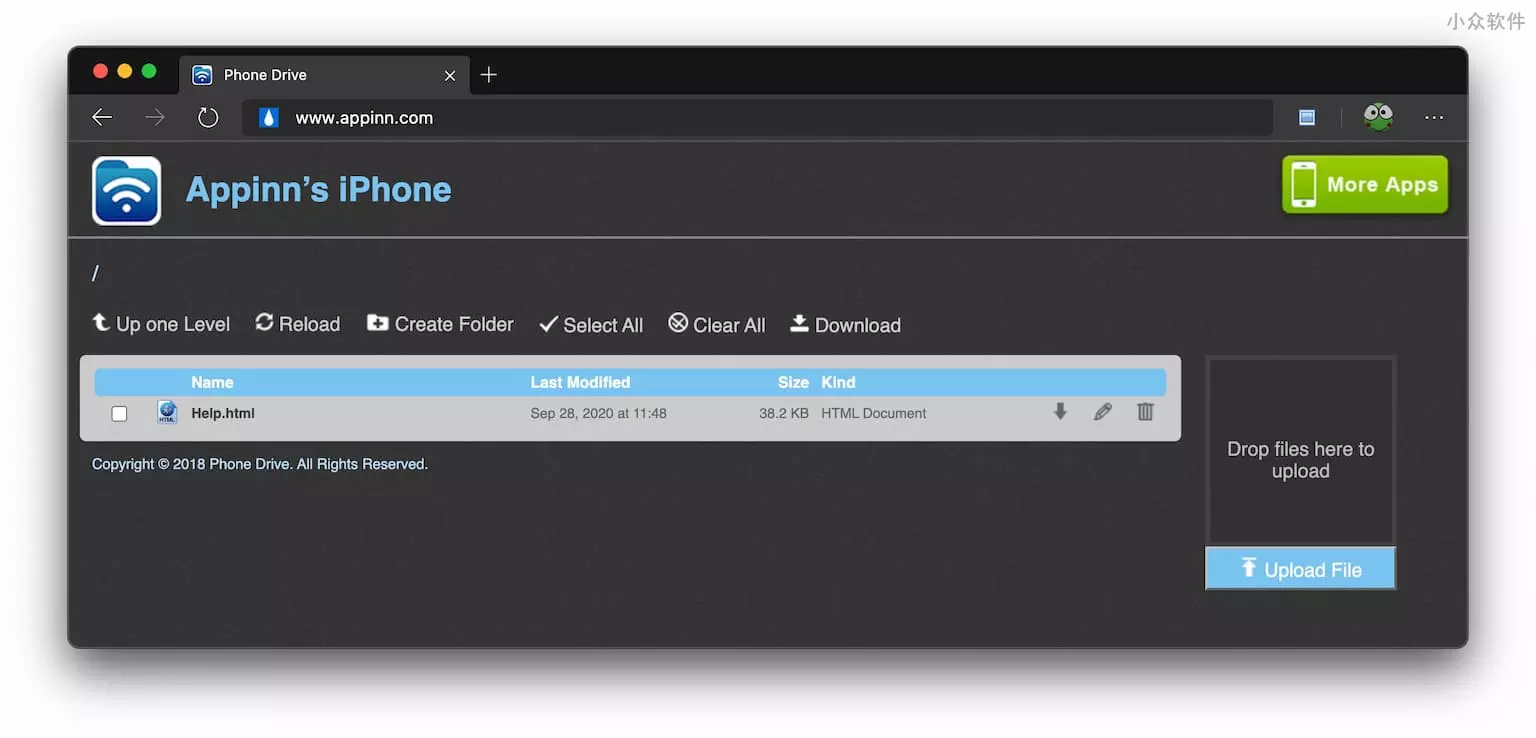 小众软件
Phone Drive
www.appinn.com
Appinn’s iPhone
More Apps
/
Up one Level Reload Create Folder Select All Clear All Download
Name Last Modified Size Kind
Help.html Sep 28, 2020 at 11:48 38.2 KB HTML Document
Copyright © 2018 Phone Drive. All Rights Reserved.
Drop files here to
upload
Upload File